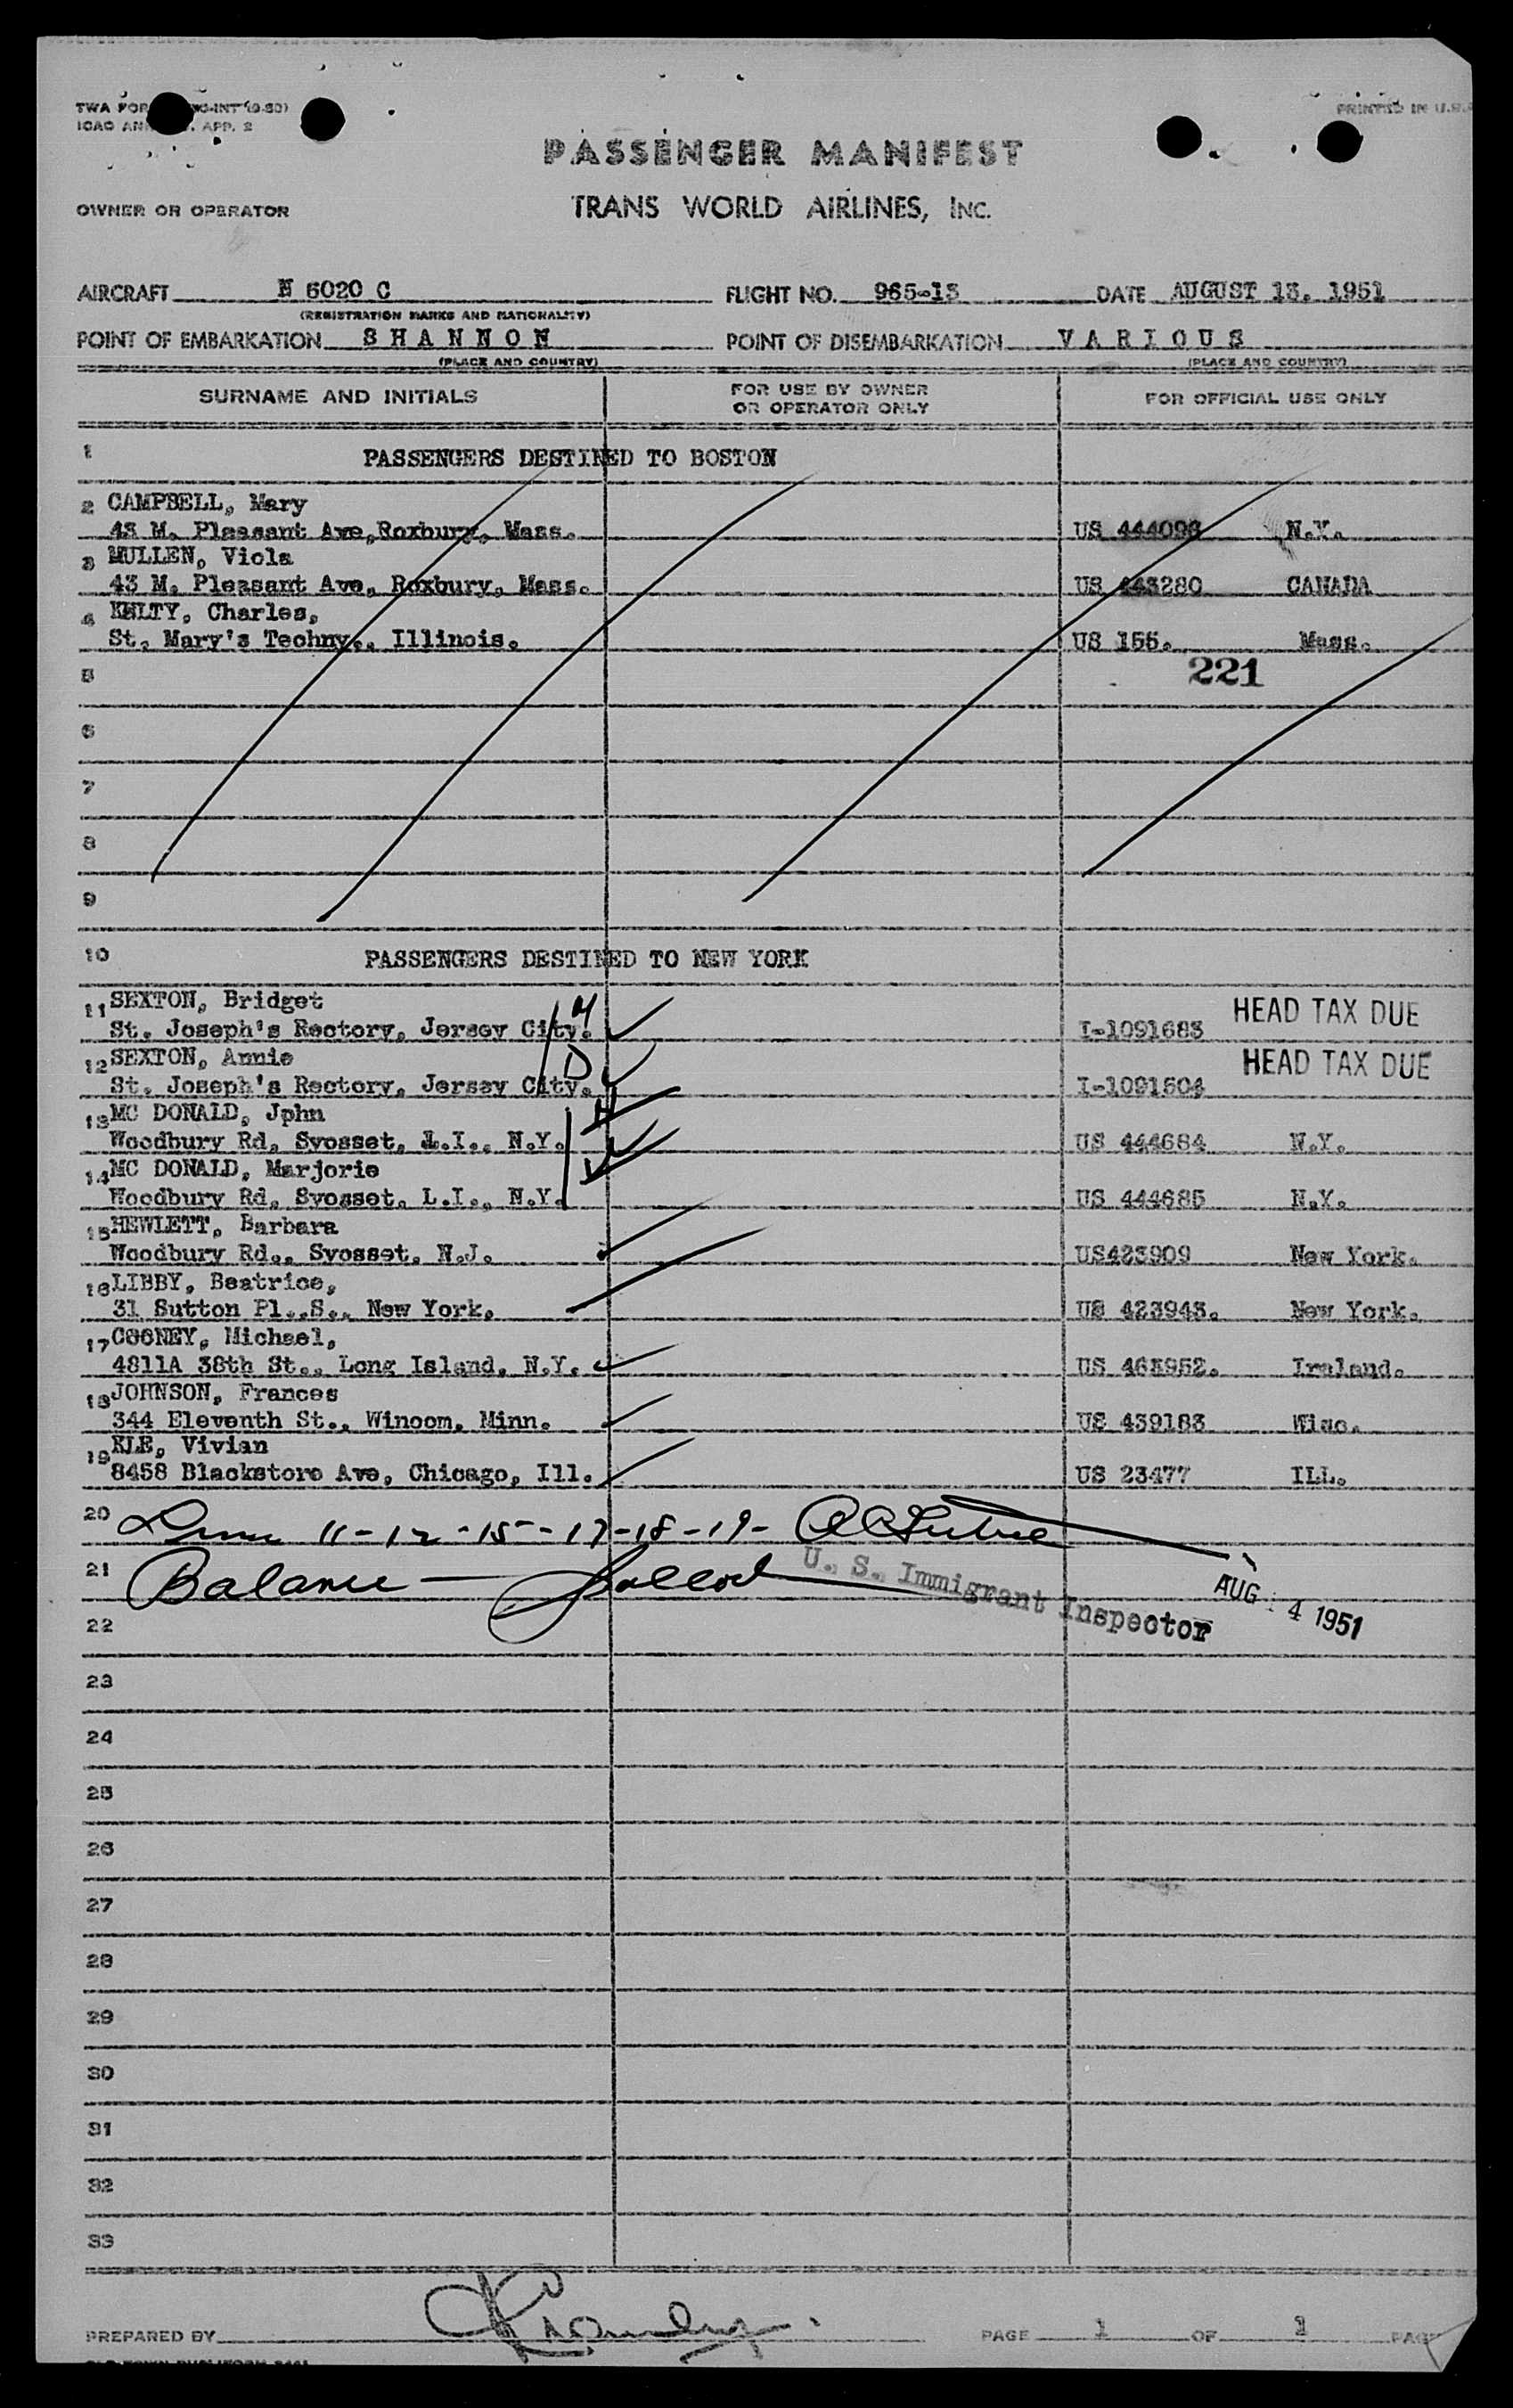 PRINTED IN U.S.
PASSENGER MANIFEST
OWNER OR OPERATOR
TRANS WORLD AIRLINES, INC.
AIRCRAFT N 6020 C FLIGHT NO. 965-13 DATE AUGUST 13, 1951
(REGISTRATION MARKS AND NATIONALITY)
POINT OF EMBARKATION S H A N N O N POINT OF DISEMBARKATION V A R I O U S
(PLACE AND COUNTRY) (PLACE AND COUNTRY)
SURNAME AND INITIALS FOR USE BY OWNER OR OPERATOR ONLY FOR OFFICIAL USE ONLY
1 PASSENGERS DESTINED TO BOSTON
2 CAMPBELL, Mary
43 M. Pleasant Ave,Roxbury, Mass. US 444096 N.Y.
3 MULLEN, Viola
43 M. Pleasant Ave, Roxbury, Mass. US 443280 CANADA
4 KELTY, Charles,
St. Mary's Techny., Illinois. US 155. Mass.
5 221
6
7
8
9
10 PASSENGERS DESTINED TO NEW YORK
11 SEXTON, Bridget HEAD TAX DUE
St. Joseph's Rectory, Jersey City. I-1091683
12 SEXTON, Annie HEAD TAX DUE
St. Joseph's Rectory, Jersey City. I-1091604
13 MC DONALD, Jphn
Woodbury Rd, Syosset, L.I., N.Y. US 444684 N.Y.
14 MC DONALD, Marjorie
Woodbury Rd, Syosset, L.I., N.Y. US 444685 N.Y.
15 HEWLETT, Barbara
Woodbury Rd., Syosset, N.J. US423909 New York.
16 LIBBY, Beatrice,
31 Sutton Pl.,S., New York. US 423943. New York.
17 COONEY, Michael,
4811A 38th St., Long Island, N.Y. US 463952. Ireland.
18 JOHNSON, Frances
344 Eleventh St., Winoom, Minn. US 439183 Wisc.
19 KLE, Vivian
8458 Blackstore Ave, Chicago, Ill. US 23477 ILL.
20 11-12-15-17-18-19-
21 Balance
U. S. Immigrant Inspector AUG 14 1951
22
23
24
25
26
27
28
29
30
31
32
33
PREPARED BY PAGE 1 OF 1 PAGE